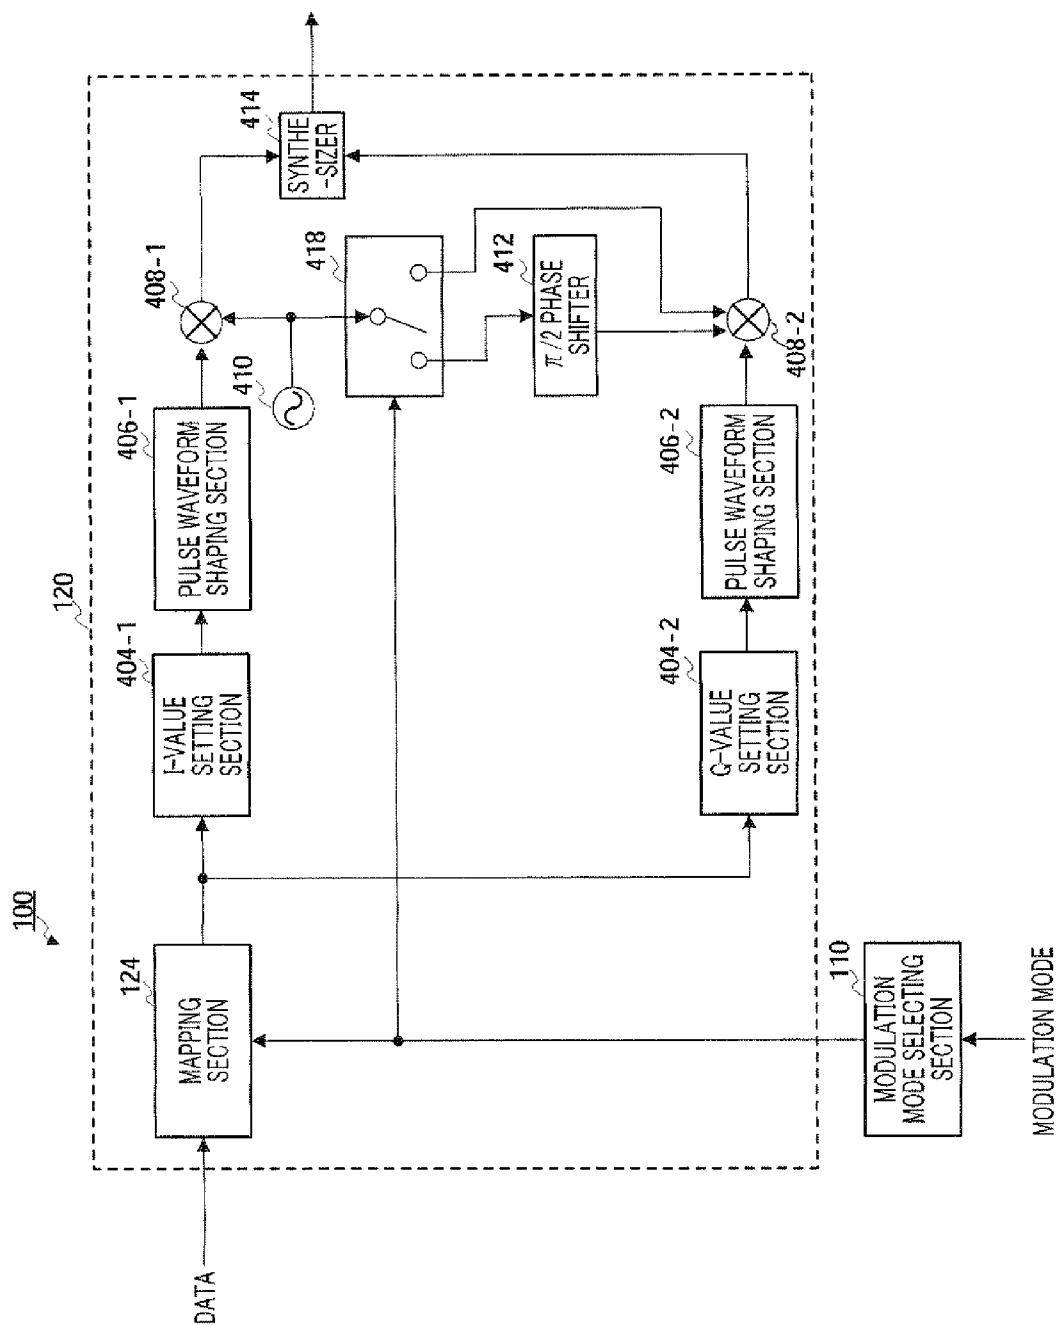 100
120
DATA
124
MAPPING
SECTION
404-1
I-VALUE
SETTING
SECTION
406-1
PULSE WAVEFORM
SHAPING SECTION
408-1
410
418
412
π/2 PHASE
SHIFTER
414
SYNTHE
-SIZER
404-2
Q-VALUE
SETTING
SECTION
406-2
PULSE WAVEFORM
SHAPING SECTION
408-2
110
MODULATION
MODE SELECTING
SECTION
MODULATION MODE